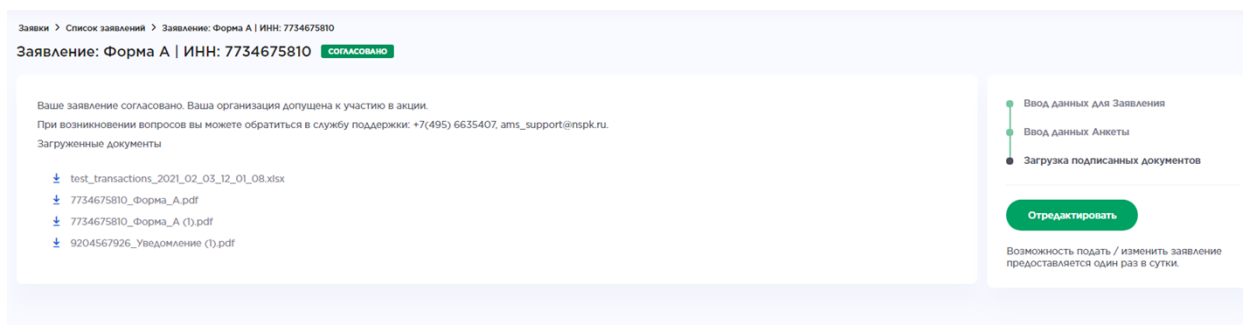 Заявки > Список заявлений > Заявление: Форма А | ИНН: 7734675810
Заявление: Форма А | ИНН: 7734675810 СОГЛАСОВАНО
Ваше заявление согласовано. Ваша организация допущена к участию в акции.
При возникновении вопросов вы можете обратиться в службу поддержки: +7(495) 6635407, ams_support@nspk.ru.
Загруженные документы
test_transactions_2021_02_03_12_01_08.xlsx
7734675810_Форма_А.pdf
7734675810_Форма_А (1).pdf
9204567926_Уведомление (1).pdf
Ввод данных для Заявления
Ввод данных Анкеты
Загрузка подписанных документов
Отредактировать
Возможность подать / изменить заявление
предоставляется один раз в сутки.